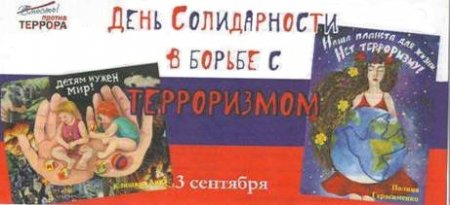 Вместе!
против
ТЕРРОРА
ДЕНЬ СОЛИДАРНОСТИ
В БОРЬБЕ С
ТЕРРОРИЗМОМ
ДЕТЯМ НУЖЕН
МИР!
Наша планета для жизни
Нет терроризму!
Полина
Герасименко
3 сентября